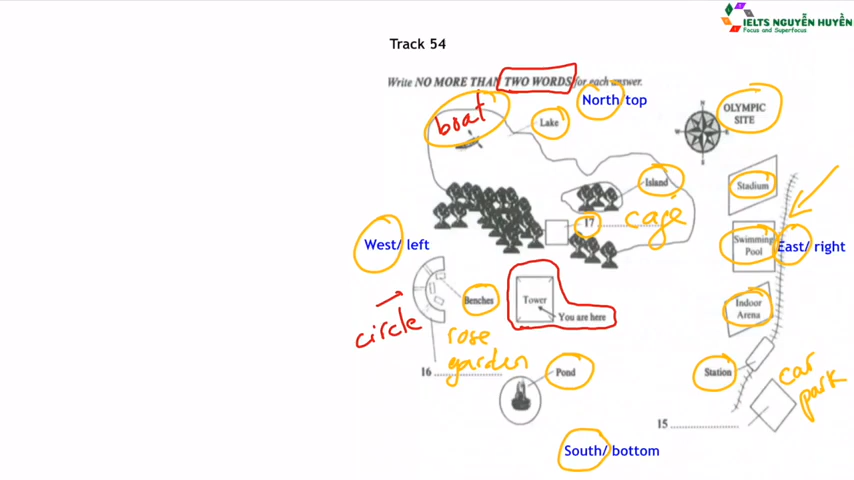 IELTS NGUYỄN HUYỀN
Focus and Superfocus
Track 54
Write NO MORE THAN TWO WORDS for each answer.
North/ top
boat
Lake
N
W
E
S
OLYMPIC
SITE
Island
Stadium
17 ....................
cafe
West/ left
Swimming
Pool
East/ right
Benches
Tower
You are here
Indoor
Arena
circle
rose
garden
16 ....................
Pond
Station
car
park
15 ....................
South/ bottom